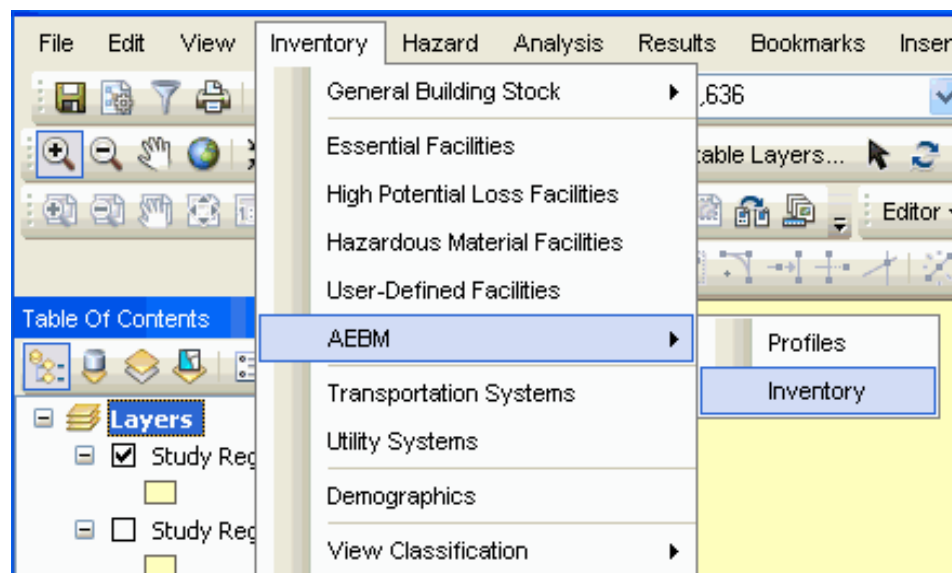 File Edit View Inventory Hazard Analysis Results Bookmarks Inser
General Building Stock
,636
Essential Facilities
table Layers...
High Potential Loss Facilities
Editor
Hazardous Material Facilities
User-Defined Facilities
Table Of Contents
AEBM
Profiles
Transportation Systems
Inventory
Layers
Utility Systems
Study Reg
Demographics
Study Reg
View Classification